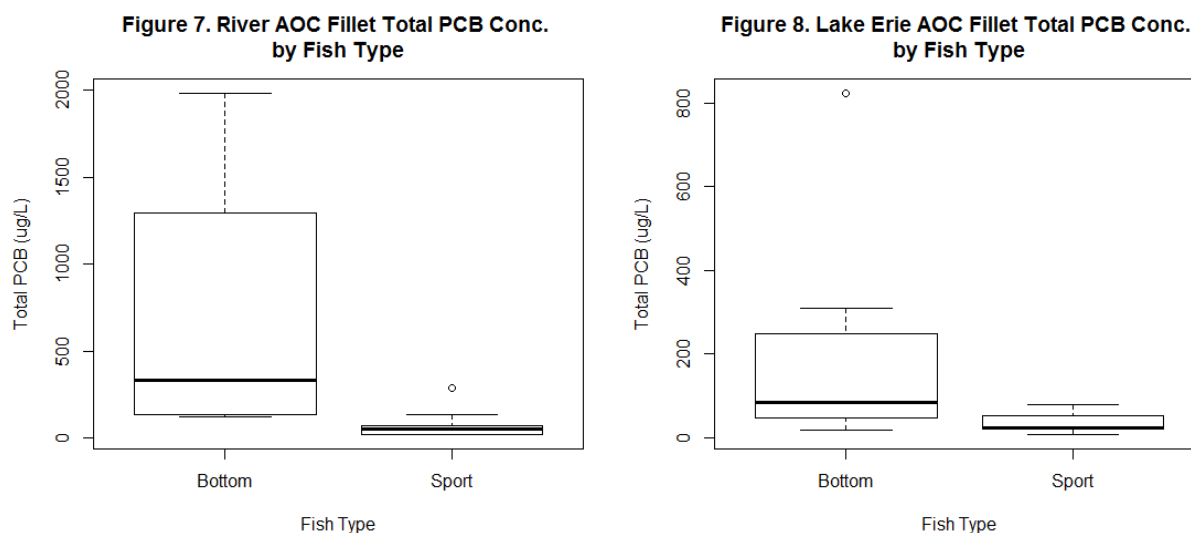 Figure 7. River AOC Fillet Total PCB Conc.
by Fish Type
Total PCB (ug/L)
2000
1500
1000
500
0
Bottom
Sport
Fish Type
Figure 8. Lake Erie AOC Fillet Total PCB Conc.
by Fish Type
Total PCB (ug/L)
800
600
400
200
0
Bottom
Sport
Fish Type